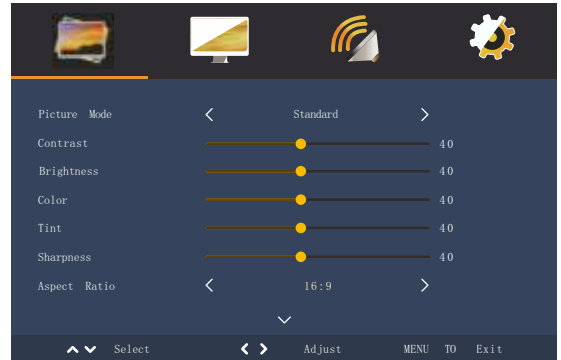 Picture Mode Standard
Contrast 40
Brightness 40
Color 40
Tint 40
Sharpness 40
Aspect Ratio 16:9
Select Adjust MENU TO Exit